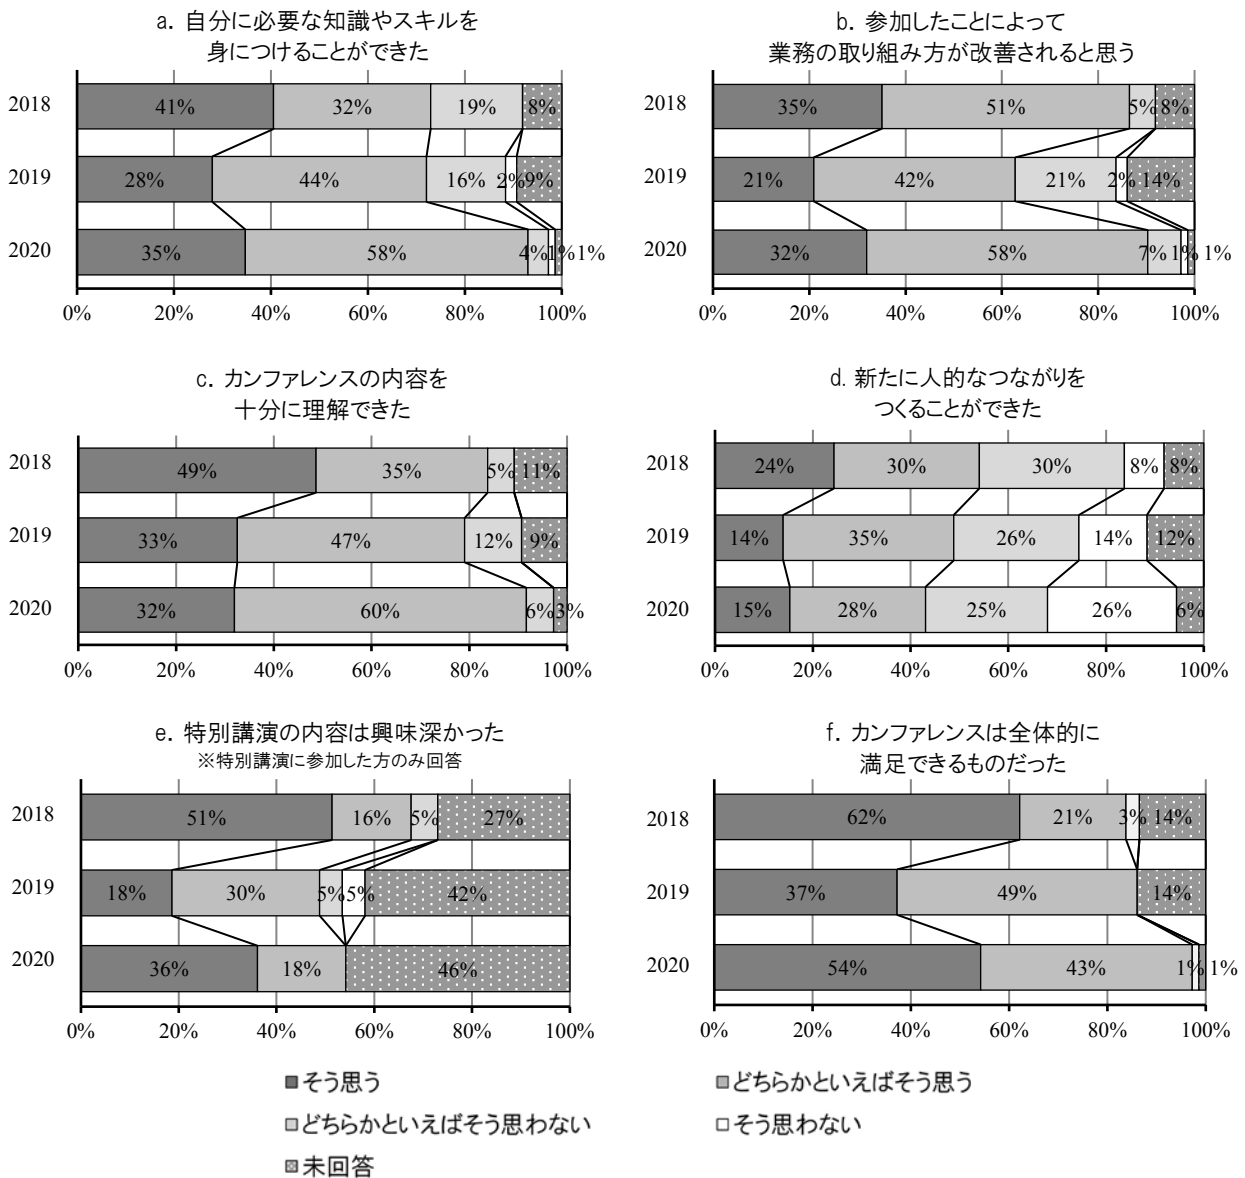 a. 自分に必要な知識やスキルを
身につけることができた
2018 41% 32% 19% 8%
2019 28% 44% 16% 2% 9%
2020 35% 58% 4% 1% 1%
0% 20% 40% 60% 80% 100%
b. 参加したことによって
業務の取り組み方が改善されると思う
2018 35% 51% 5% 8%
2019 21% 42% 21% 2% 14%
2020 32% 58% 7% 1% 1%
0% 20% 40% 60% 80% 100%
c. カンファレンスの内容を
十分に理解できた
2018 49% 35% 5% 11%
2019 33% 47% 12% 9%
2020 32% 60% 6% 3%
0% 20% 40% 60% 80% 100%
d. 新たに人的なつながりを
つくることができた
2018 24% 30% 30% 8% 8%
2019 14% 35% 26% 14% 12%
2020 15% 28% 25% 26% 6%
0% 20% 40% 60% 80% 100%
e. 特別講演の内容は興味深かった
※特別講演に参加した方のみ回答
2018 51% 16% 5% 27%
2019 18% 30% 5% 5% 42%
2020 36% 18% 46%
0% 20% 40% 60% 80% 100%
f. カンファレンスは全体的に
満足できるものだった
2018 62% 21% 3% 14%
2019 37% 49% 14%
2020 54% 43% 1% 1%
0% 20% 40% 60% 80% 100%
そう思う
どちらかといえばそう思う
どちらかといえばそう思わない
そう思わない
未回答